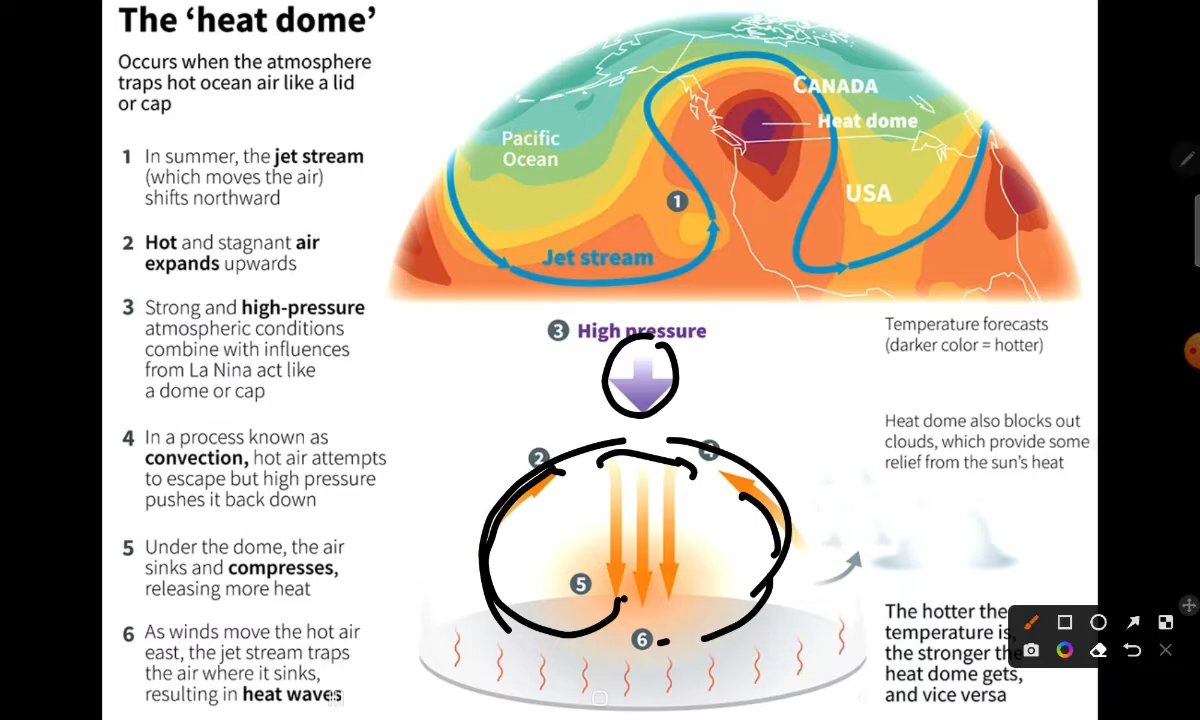 The ‘heat dome’
Occurs when the atmosphere
traps hot ocean air like a lid
or cap
1 In summer, the jet stream
(which moves the air)
shifts northward
2 Hot and stagnant air
expands upwards
3 Strong and high-pressure
atmospheric conditions
combine with influences
from La Nina act like
a dome or cap
4 In a process known as
convection, hot air attempts
to escape but high pressure
pushes it back down
5 Under the dome, the air
sinks and compresses,
releasing more heat
6 As winds move the hot air
east, the jet stream traps
the air where it sinks,
resulting in heat waves
CANADA
Heat dome
Pacific
Ocean
USA
1
Jet stream
3 High pressure
Temperature forecasts
(darker color = hotter)
Heat dome also blocks out
clouds, which provide some
relief from the sun’s heat
2
4
5
6
The hotter the
temperature is,
the stronger the
heat dome gets,
and vice versa